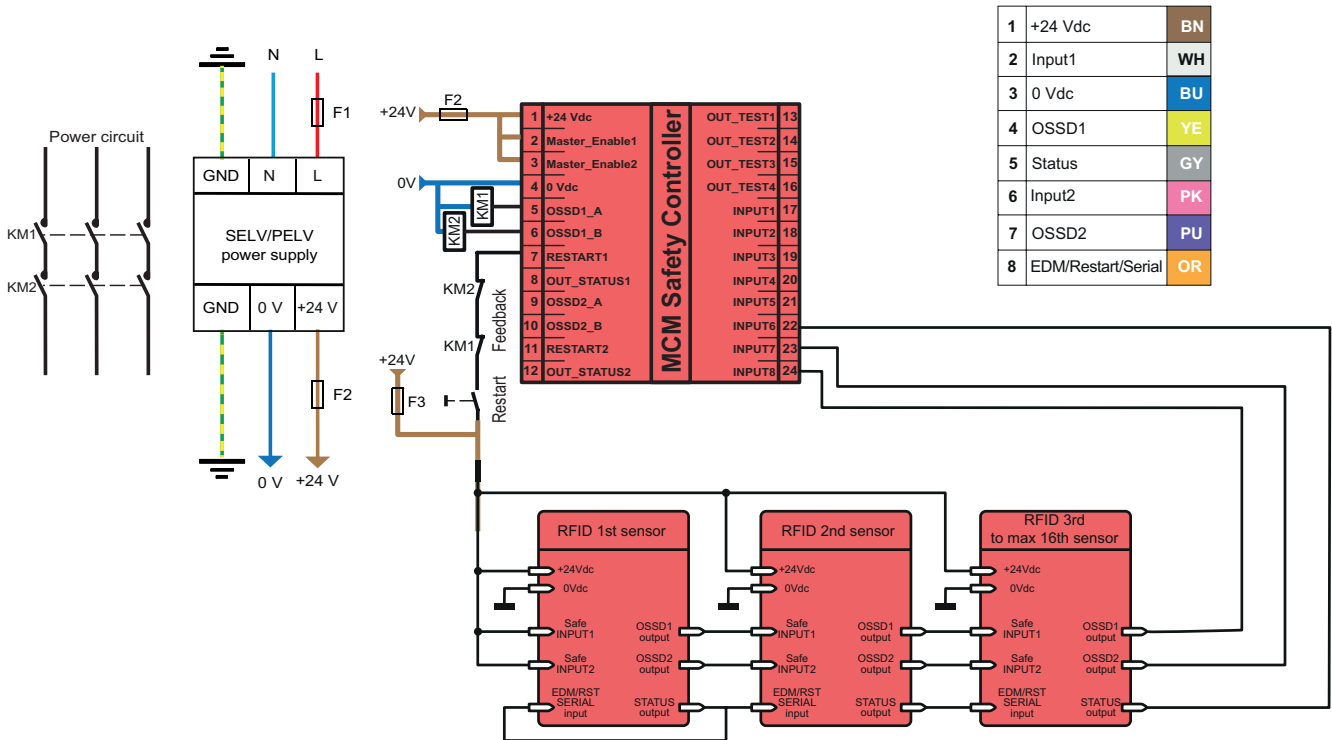 1 +24 Vdc BN
2 Input1 WH
3 0 Vdc BU
4 OSSD1 YE
5 Status GY
6 Input2 PK
7 OSSD2 PU
8 EDM/Restart/Serial OR
N L
F1
Power circuit
KM1
KM2
GND N L
SELV/PELV
power supply
GND 0 V +24 V
F2
0 V +24 V
+24V F2
0V
KM1
KM2
MCM Safety Controller
1 +24 Vdc
2 Master_Enable1
3 Master_Enable2
4 0 Vdc
5 OSSD1_A
6 OSSD1_B
7 RESTART1
8 OUT_STATUS1
9 OSSD2_A
10 OSSD2_B
11 RESTART2
12 OUT_STATUS2
OUT_TEST1 13
OUT_TEST2 14
OUT_TEST3 15
OUT_TEST4 16
INPUT1 17
INPUT2 18
INPUT3 19
INPUT4 20
INPUT5 21
INPUT6 22
INPUT7 23
INPUT8 24
KM2
KM1
Feedback
+24V
F3
Restart
RFID 1st sensor
+24Vdc
0Vdc
Safe
INPUT1
OSSD1
output
Safe
INPUT2
OSSD2
output
EDM/RST
SERIAL
input
STATUS
output
RFID 2nd sensor
+24Vdc
0Vdc
Safe
INPUT1
OSSD1
output
Safe
INPUT2
OSSD2
output
EDM/RST
SERIAL
input
STATUS
output
RFID 3rd
to max 16th sensor
+24Vdc
0Vdc
Safe
INPUT1
OSSD1
output
Safe
INPUT2
OSSD2
output
EDM/RST
SERIAL
input
STATUS
output